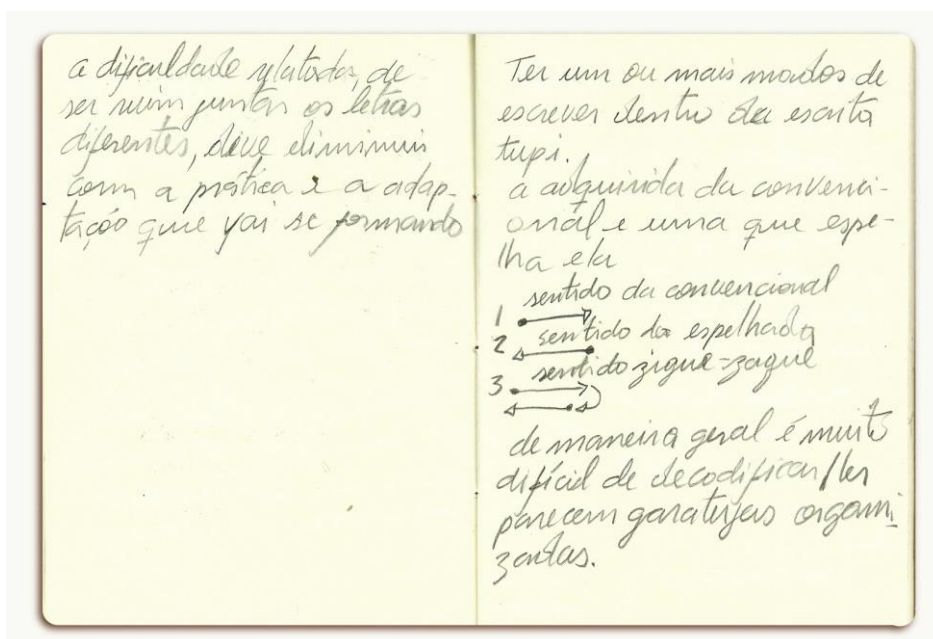 a dificuldade relatada, de
ser ruim juntar as letras
diferentes, deve diminuir
com a prática e a adap-
tação que vai se formando
Ter um ou mais modos de
escrever dentro da escrita
tupi.
a adquirida da convenci-
onal e uma que espe-
lha ela
sentido da convencional
1
sentido da espelhada
2
sentido zigue-zague
3
de maneira geral é muito
difícil de decodificar/ler
parecem garatujas organi-
zadas.